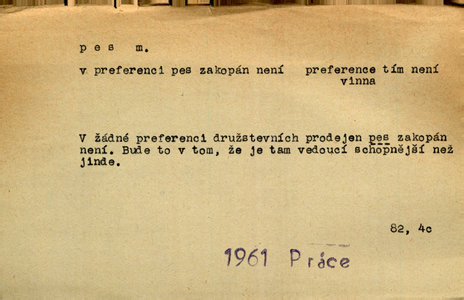 pes m.
v preferenci pes zakopán není preference tím není
vinna
V žádné preferenci družstevních prodejen pes zakopán
není. Bude to v tom, že je tam vedoucí schopnější než
jinde.
82, 4c
1961 Práce